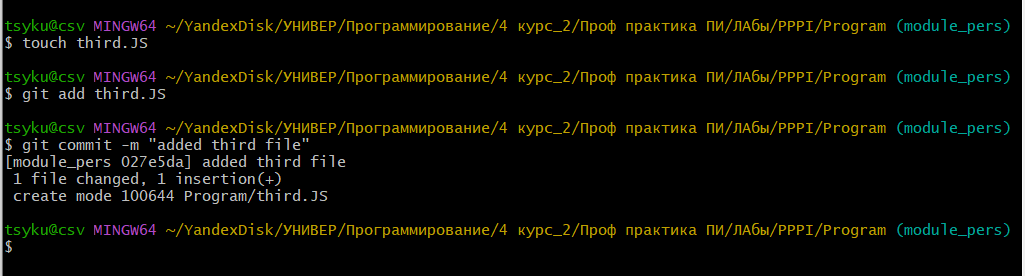 tsyku@csv MINGW64 ~/YandexDisk/УНИВЕР/Программирование/4 курс_2/Проф практика ПИ/ЛАбы/PPPI/Program (module_pers)
$ touch third.JS
tsyku@csv MINGW64 ~/YandexDisk/УНИВЕР/Программирование/4 курс_2/Проф практика ПИ/ЛАбы/PPPI/Program (module_pers)
$ git add third.JS
tsyku@csv MINGW64 ~/YandexDisk/УНИВЕР/Программирование/4 курс_2/Проф практика ПИ/ЛАбы/PPPI/Program (module_pers)
$ git commit -m "added third file"
[module_pers 027e5da] added third file
1 file changed, 1 insertion(+)
create mode 100644 Program/third.JS
tsyku@csv MINGW64 ~/YandexDisk/УНИВЕР/Программирование/4 курс_2/Проф практика ПИ/ЛАбы/PPPI/Program (module_pers)
$